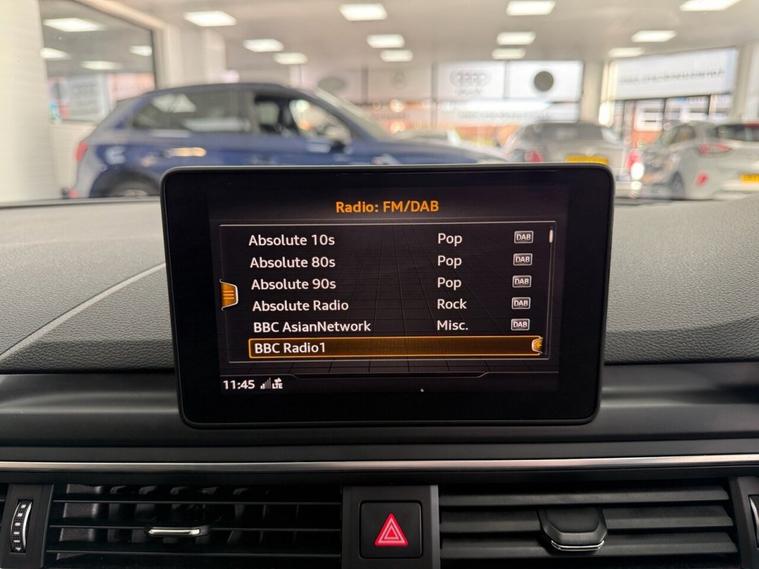 Radio: FM/DAB
Absolute 10s Pop DAB
Absolute 80s Pop DAB
Absolute 90s Pop DAB
Absolute Radio Rock DAB
BBC AsianNetwork Misc. DAB
BBC Radio1
11:45 LTE